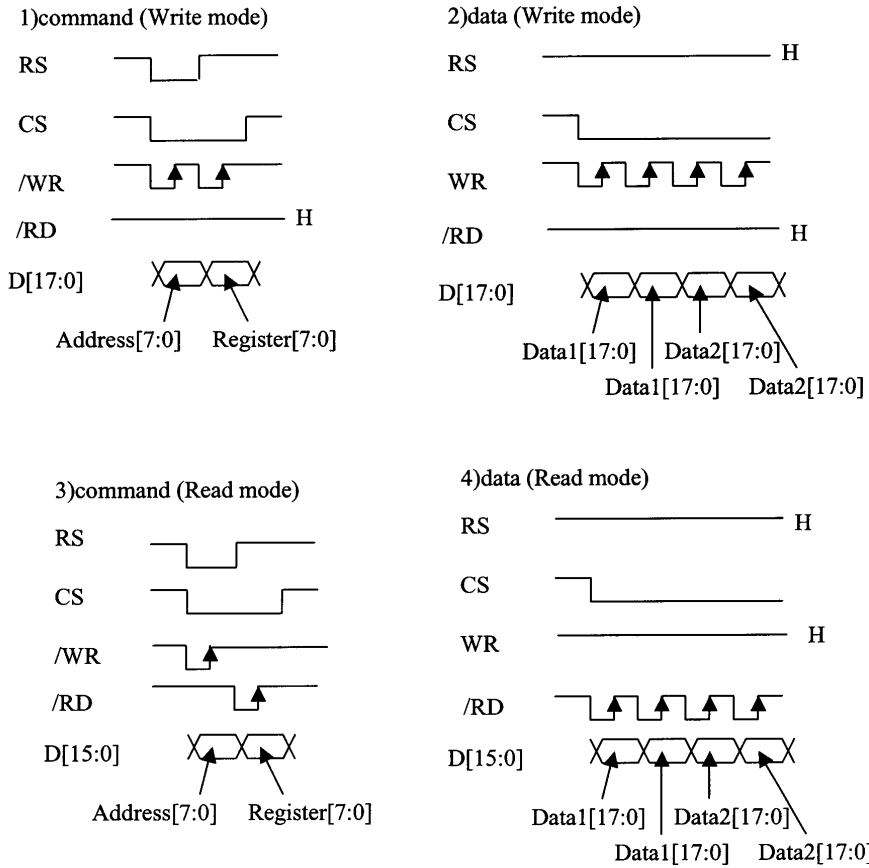 1)command (Write mode)
RS
CS
/WR
/RD
H
D[17:0]
Address[7:0] Register[7:0]
2)data (Write mode)
RS
H
CS
WR
/RD
H
D[17:0]
Data1[17:0] Data2[17:0]
Data1[17:0] Data2[17:0]
3)command (Read mode)
RS
CS
/WR
/RD
D[15:0]
Address[7:0] Register[7:0]
4)data (Read mode)
RS
H
CS
WR
H
/RD
D[15:0]
Data1[17:0] Data2[17:0]
Data1[17:0] Data2[17:0]